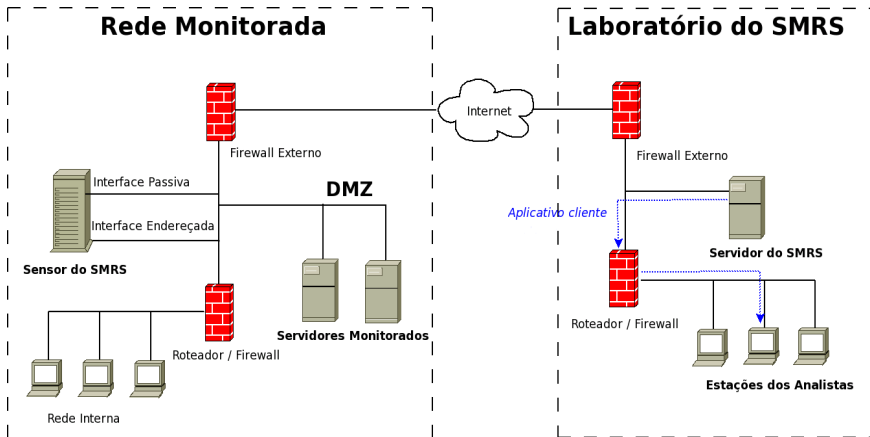 Rede Monitorada
Laboratório do SMRS
Internet
Firewall Externo
Firewall Externo
Interface Passiva
DMZ
Aplicativo cliente
Interface Endereçada
Servidor do SMRS
Sensor do SMRS
Roteador / Firewall
Servidores Monitorados
Roteador / Firewall
Estações dos Analistas
Rede Interna